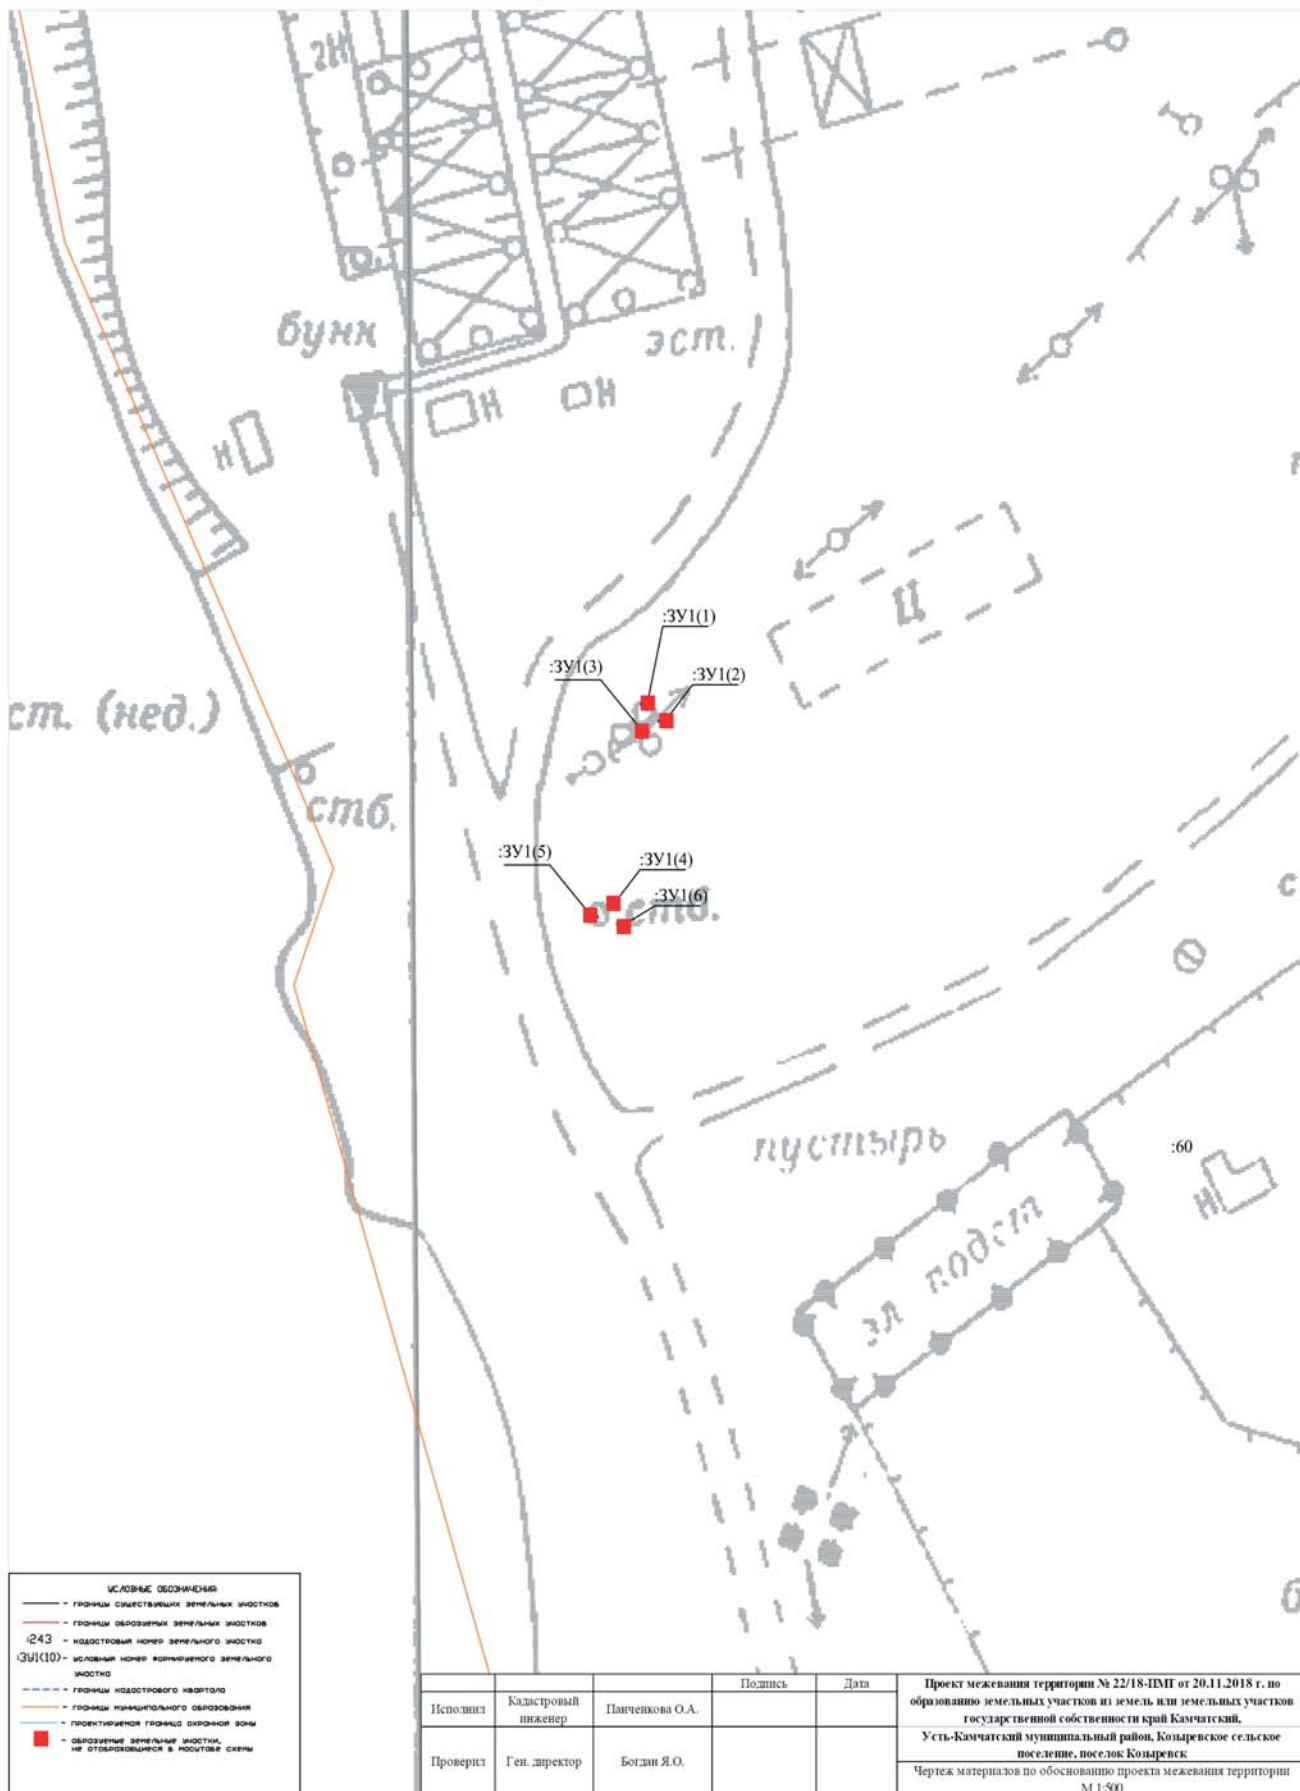 2Н
бунк
эст.
Н
Н
Н
:ЗУ1(1)
:ЗУ1(3)
:ЗУ1(2)
ст. (нед.)
стб.
:ЗУ1(5)
:ЗУ1(4)
:ЗУ1(6)
стб.
с
пустырь
:60
Н
эл подст
УСЛОВНЫЕ ОБОЗНАЧЕНИЯ
- границы существующих земельных участков
- границы образуемых земельных участков
:243 - кадастровый номер земельного участка
:ЗУ1(10) - условный номер формируемого земельного
участка
- границы кадастрового квартала
- границы муниципального образования
- проектируемая граница охранной зоны
- образуемые земельные участки,
не отображающиеся в масштабе схемы
Подпись Дата
Исполнил Кадастровый инженер Панченкова О.А.
Проверил Ген. директор Богдан Я.О.
Проект межевания территории № 22/18-ПМТ от 20.11.2018 г. по
образованию земельных участков из земель или земельных участков
государственной собственности край Камчатский,
Усть-Камчатский муниципальный район, Козыревское сельское
поселение, поселок Козыревск
Чертеж материалов по обоснованию проекта межевания территории
М 1:500